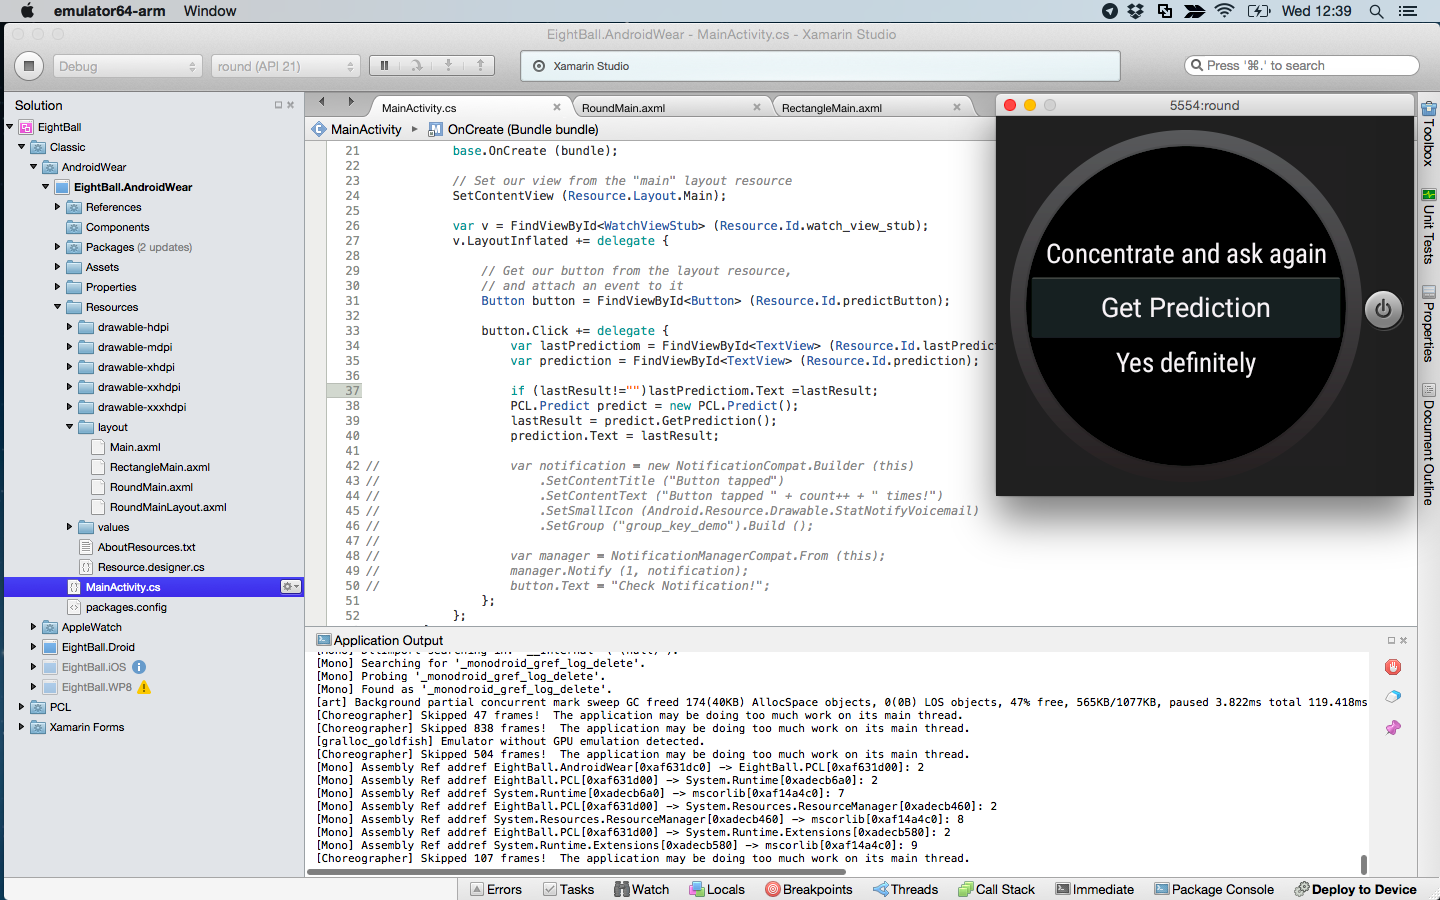 emulator64-arm Window
Wed 12:39
EightBall.AndroidWear - MainActivity.cs - Xamarin Studio
Debug
round (API 21)
Xamarin Studio
Press '⌘.' to search
Solution
EightBall
Classic
AndroidWear
EightBall.AndroidWear
References
Components
Packages (2 updates)
Assets
Properties
Resources
drawable-hdpi
drawable-mdpi
drawable-xhdpi
drawable-xxhdpi
drawable-xxxhdpi
layout
Main.axml
RectangleMain.axml
RoundMain.axml
RoundMainLayout.axml
values
AboutResources.txt
Resource.designer.cs
MainActivity.cs
packages.config
AppleWatch
EightBall.Droid
EightBall.iOS
EightBall.WP8
PCL
Xamarin Forms
MainActivity.cs
RoundMain.axml
RectangleMain.axml
MainActivity ▸ OnCreate (Bundle bundle)
21 base.OnCreate (bundle);
22
23 // Set our view from the "main" layout resource
24 SetContentView (Resource.Layout.Main);
25
26 var v = FindViewById<WatchViewStub> (Resource.Id.watch_view_stub);
27 v.LayoutInflated += delegate {
28
29 // Get our button from the layout resource,
30 // and attach an event to it
31 Button button = FindViewById<Button> (Resource.Id.predictButton);
32
33 button.Click += delegate {
34 var lastPredictiom = FindViewById<TextView> (Resource.Id.lastPredict
35 var prediction = FindViewById<TextView> (Resource.Id.prediction);
36
37 if (lastResult!="")lastPredictiom.Text =lastResult;
38 PCL.Predict predict = new PCL.Predict();
39 lastResult = predict.GetPrediction();
40 prediction.Text = lastResult;
41
42 // var notification = new NotificationCompat.Builder (this)
43 // .SetContentTitle ("Button tapped")
44 // .SetContentText ("Button tapped " + count++ + " times!")
45 // .SetSmallIcon (Android.Resource.Drawable.StatNotifyVoicemail)
46 // .SetGroup ("group_key_demo").Build ();
47 //
48 // var manager = NotificationManagerCompat.From (this);
49 // manager.Notify (1, notification);
50 // button.Text = "Check Notification!";
51 };
52 };
5554:round
Concentrate and ask again
Get Prediction
Yes definitely
Toolbox
Unit Tests
Properties
Document Outline
Application Output
[Mono] DllImport searching in: '__Internal' ('(null)').
[Mono] Searching for '_monodroid_gref_log_delete'.
[Mono] Probing '_monodroid_gref_log_delete'.
[Mono] Found as '_monodroid_gref_log_delete'.
[art] Background partial concurrent mark sweep GC freed 174(40KB) AllocSpace objects, 0(0B) LOS objects, 47% free, 565KB/1077KB, paused 3.822ms total 119.418ms
[Choreographer] Skipped 47 frames!  The application may be doing too much work on its main thread.
[Choreographer] Skipped 838 frames!  The application may be doing too much work on its main thread.
[gralloc_goldfish] Emulator without GPU emulation detected.
[Choreographer] Skipped 504 frames!  The application may be doing too much work on its main thread.
[Mono] Assembly Ref addref EightBall.AndroidWear[0xaf631dc0] -> EightBall.PCL[0xaf631d00]: 2
[Mono] Assembly Ref addref EightBall.PCL[0xaf631d00] -> System.Runtime[0xadecb6a0]: 2
[Mono] Assembly Ref addref System.Runtime[0xadecb6a0] -> mscorlib[0xaf14a4c0]: 7
[Mono] Assembly Ref addref EightBall.PCL[0xaf631d00] -> System.Resources.ResourceManager[0xadecb460]: 2
[Mono] Assembly Ref addref System.Resources.ResourceManager[0xadecb460] -> mscorlib[0xaf14a4c0]: 8
[Mono] Assembly Ref addref EightBall.PCL[0xaf631d00] -> System.Runtime.Extensions[0xadecb580]: 2
[Mono] Assembly Ref addref System.Runtime.Extensions[0xadecb580] -> mscorlib[0xaf14a4c0]: 9
[Choreographer] Skipped 107 frames!  The application may be doing too much work on its main thread.
Errors Tasks Watch Locals Breakpoints Threads Call Stack Immediate Package Console Deploy to Device